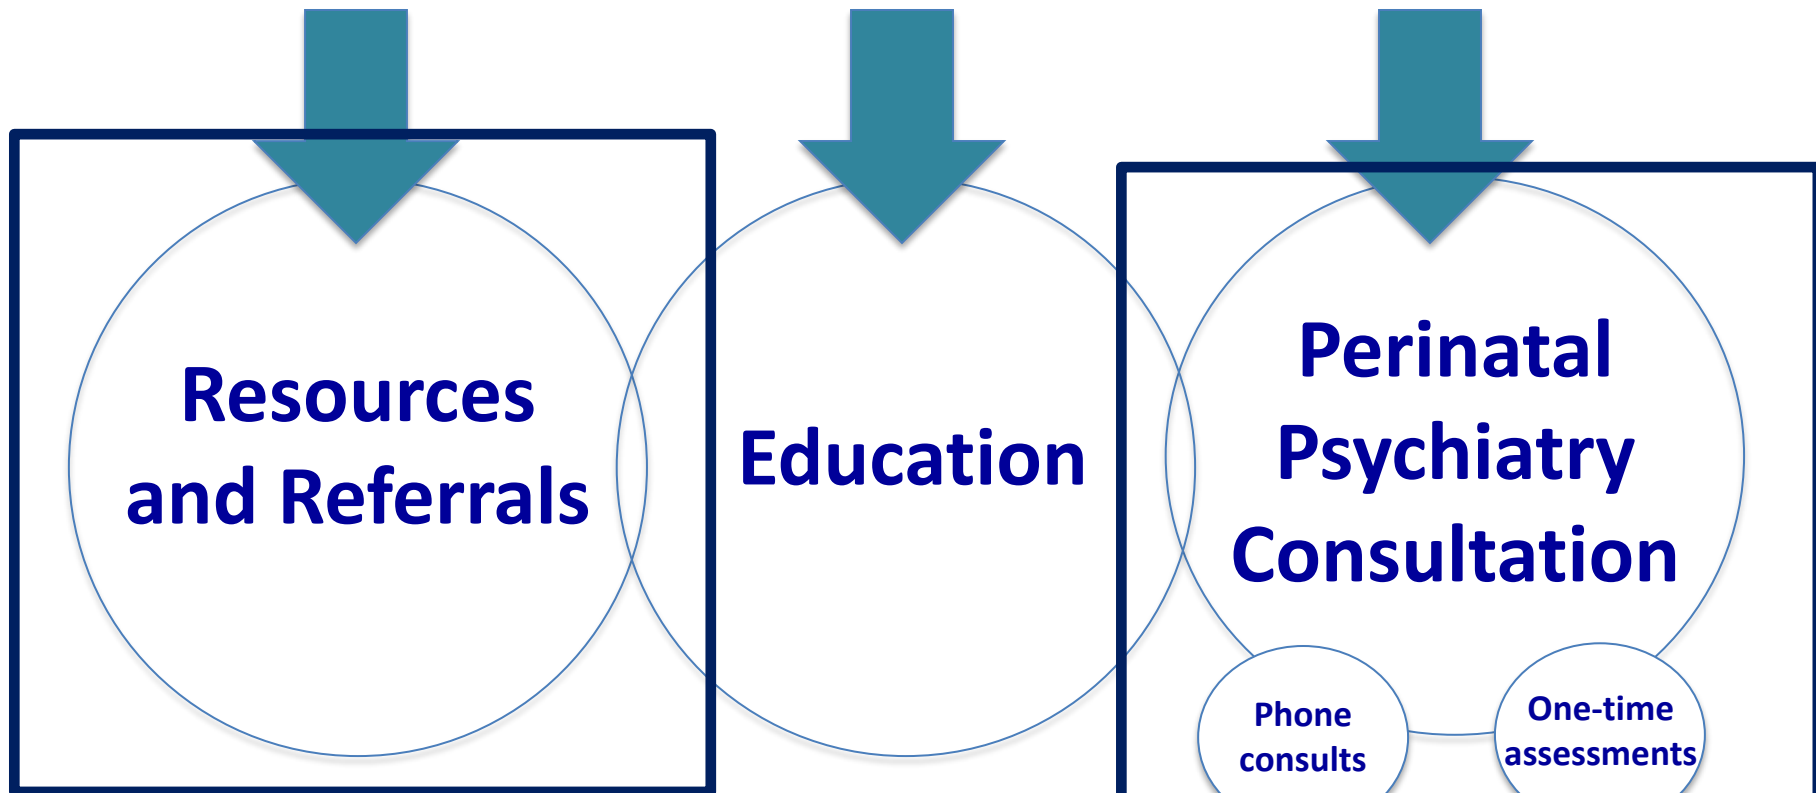 Resources
and Referrals
Education
Perinatal
Psychiatry
Consultation
Phone
consults
One-time
assessments